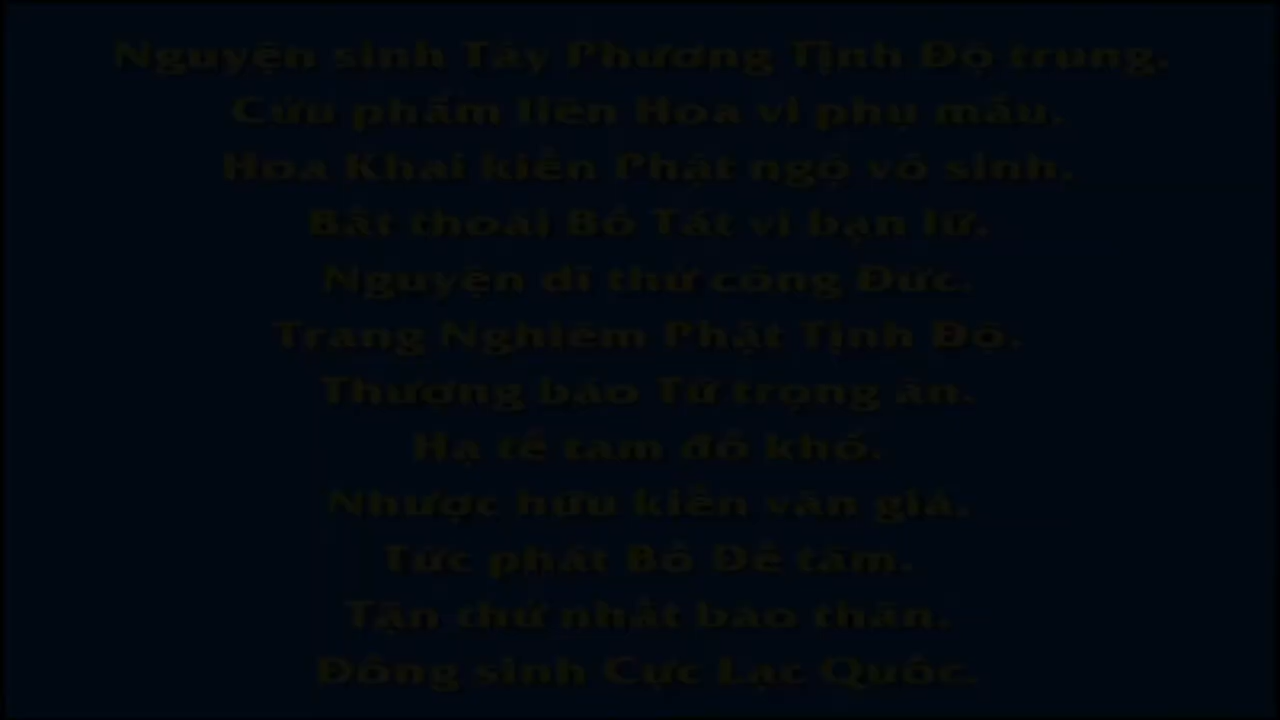 Nguyện sinh Tây Phương Tịnh Độ trung.
Cửu phẩm liên Hoa vi phụ mẫu.
Hoa Khai kiến Phật ngộ vô sinh.
Bất thoái Bồ Tát vi bạn lữ.
Nguyện dĩ thử công Đức.
Trang Nghiêm Phật Tịnh Độ.
Thượng báo Tứ trọng ân.
Hạ tế tam đồ khổ.
Nhược hữu kiến văn giả.
Tức phát Bồ Đề tâm.
Tận thử nhất báo thân.
Đồng sinh Cực Lạc Quốc.